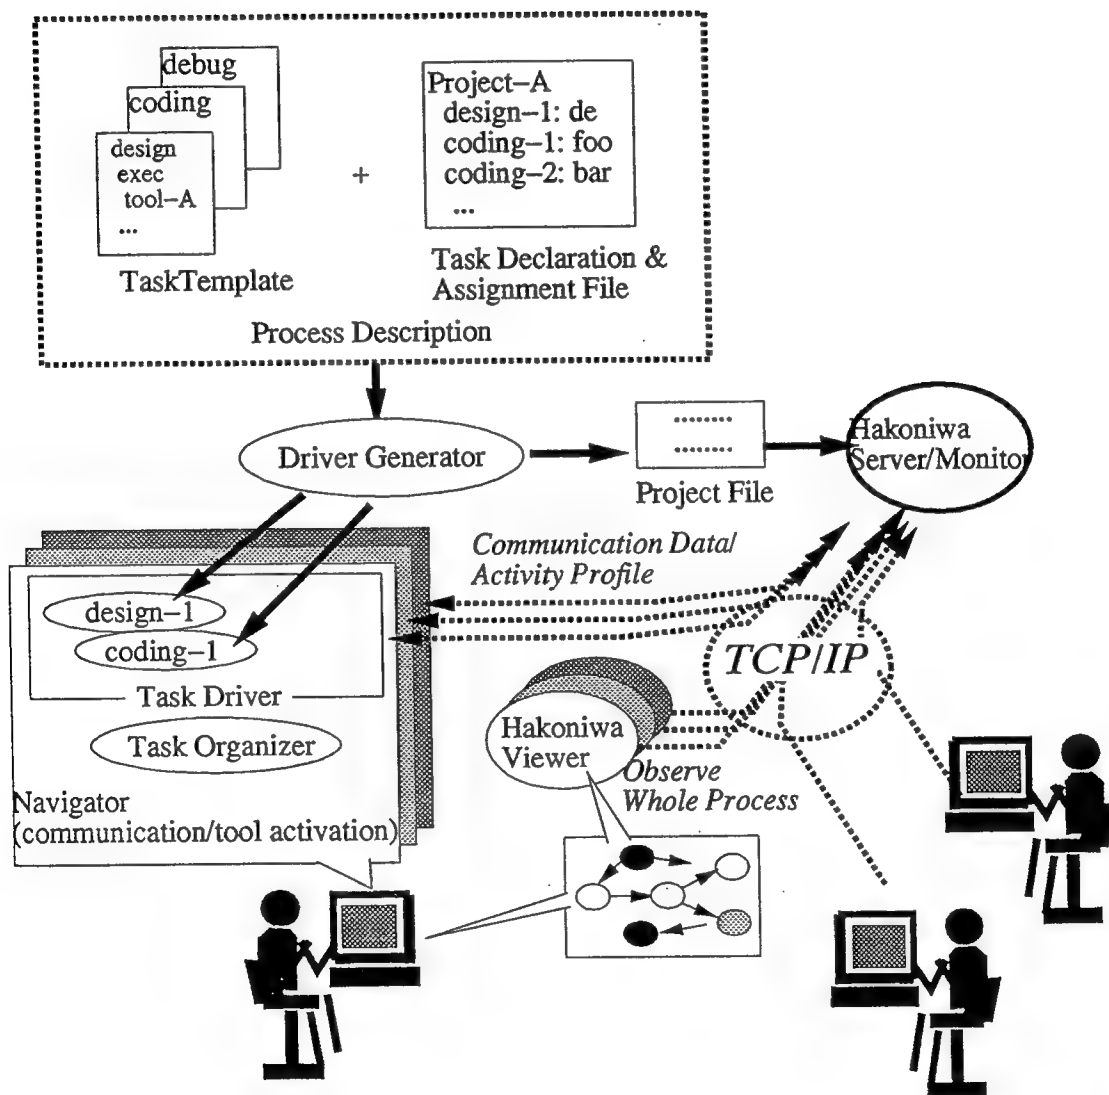 debug
coding
design
exec
tool–A
...
TaskTemplate
+
Project–A
design–1: de
coding–1: foo
coding–2: bar
...
Task Declaration &
Assignment File
Process Description
Driver Generator
Project File
Hakoniwa
Server/Monitor
Communication Data/
Activity Profile
design–1
coding–1
Task Driver
Task Organizer
Navigator
(communication/tool activation)
TCP/IP
Hakoniwa
Viewer
Observe
Whole Process